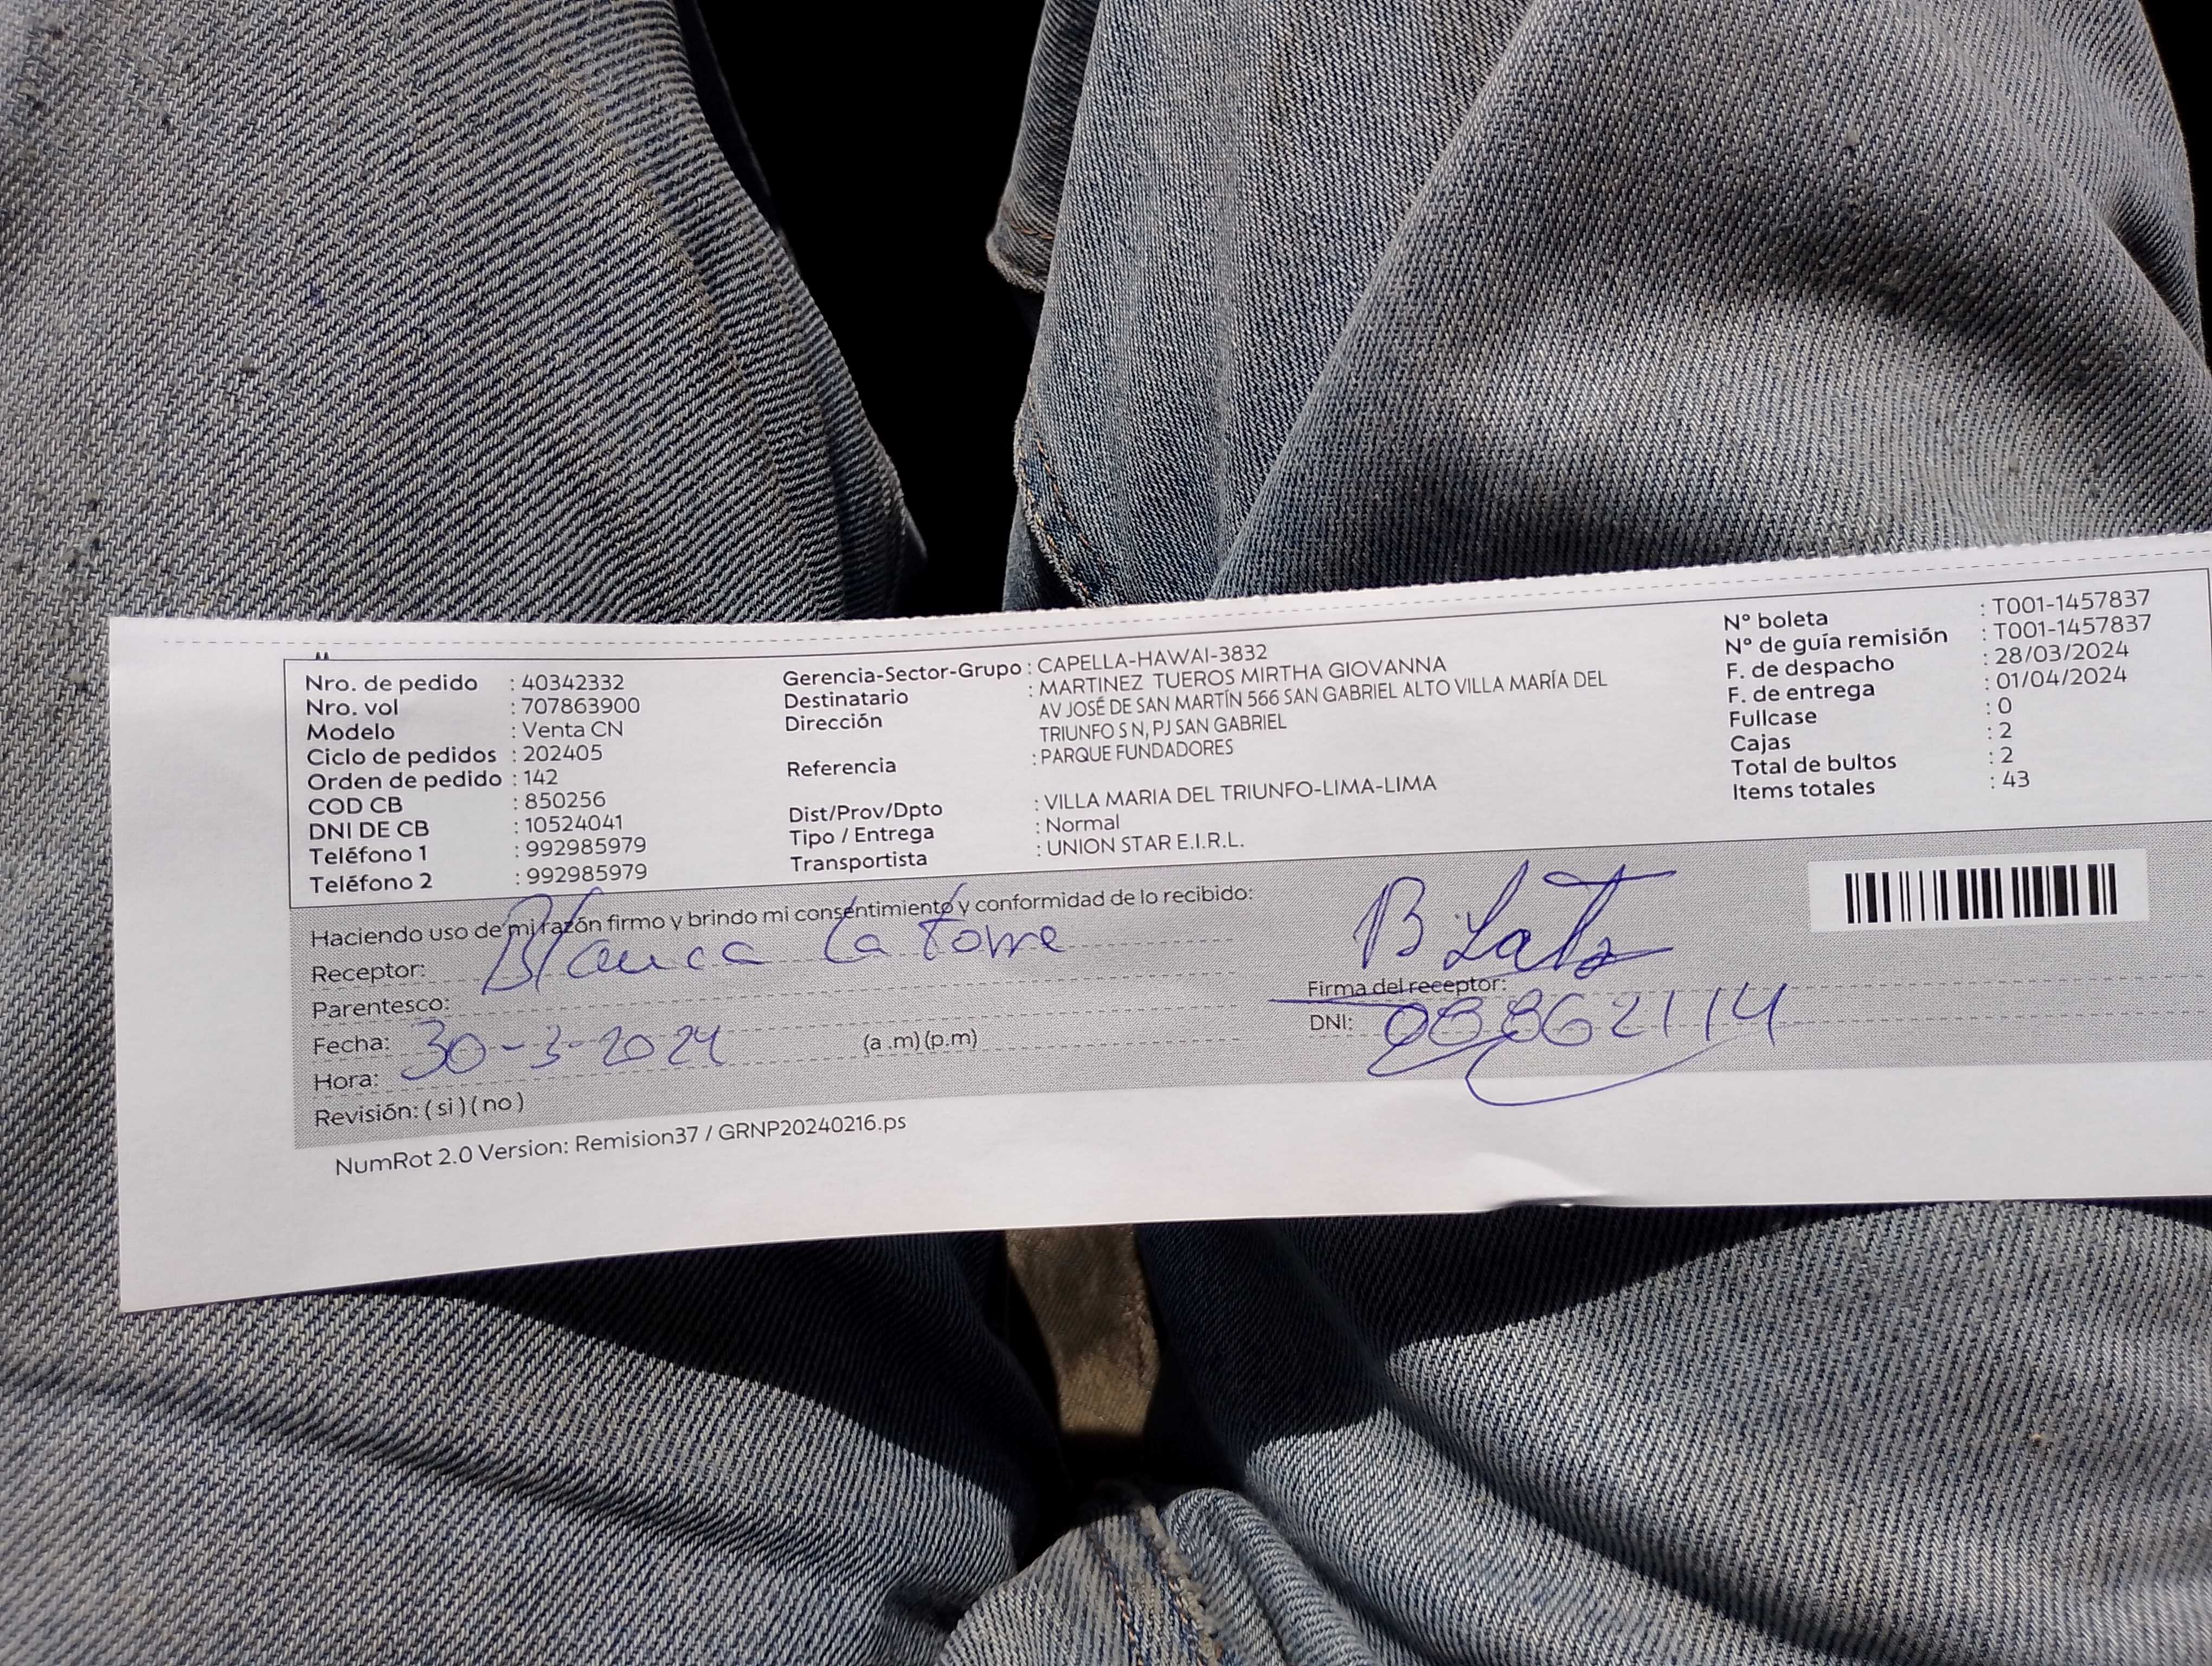 Nro. de pedido : 40342332
Nro. vol : 707863900
Modelo : Venta CN
Ciclo de pedidos : 202405
Orden de pedido : 142
COD CB : 850256
DNI DE CB : 10524041
Teléfono 1 : 992985979
Teléfono 2 : 992985979
Gerencia-Sector-Grupo : CAPELLA-HAWAI-3832
Destinatario : MARTINEZ TUEROS MIRTHA GIOVANNA
Dirección AV JOSÉ DE SAN MARTÍN 566 SAN GABRIEL ALTO VILLA MARÍA DEL
TRIUNFO S N, PJ SAN GABRIEL
Referencia : PARQUE FUNDADORES
Dist/Prov/Dpto : VILLA MARIA DEL TRIUNFO-LIMA-LIMA
Tipo / Entrega : Normal
Transportista : UNION STAR E.I.R.L.
Nº boleta : T001-1457837
Nº de guía remisión : T001-1457837
F. de despacho : 28/03/2024
F. de entrega : 01/04/2024
Fullcase : 0
Cajas : 2
Total de bultos : 2
Items totales : 43
Haciendo uso de mi razón firmo y brindo mi consentimiento y conformidad de lo recibido:
Receptor: Blanca La Torre
Parentesco:
Fecha: 30-3-2024 (a .m) (p.m)
Hora:
Revisión: ( si ) ( no )
Firma del receptor:
DNI: 08862114
NumRot 2.0 Version: Remision37 / GRNP20240216.ps